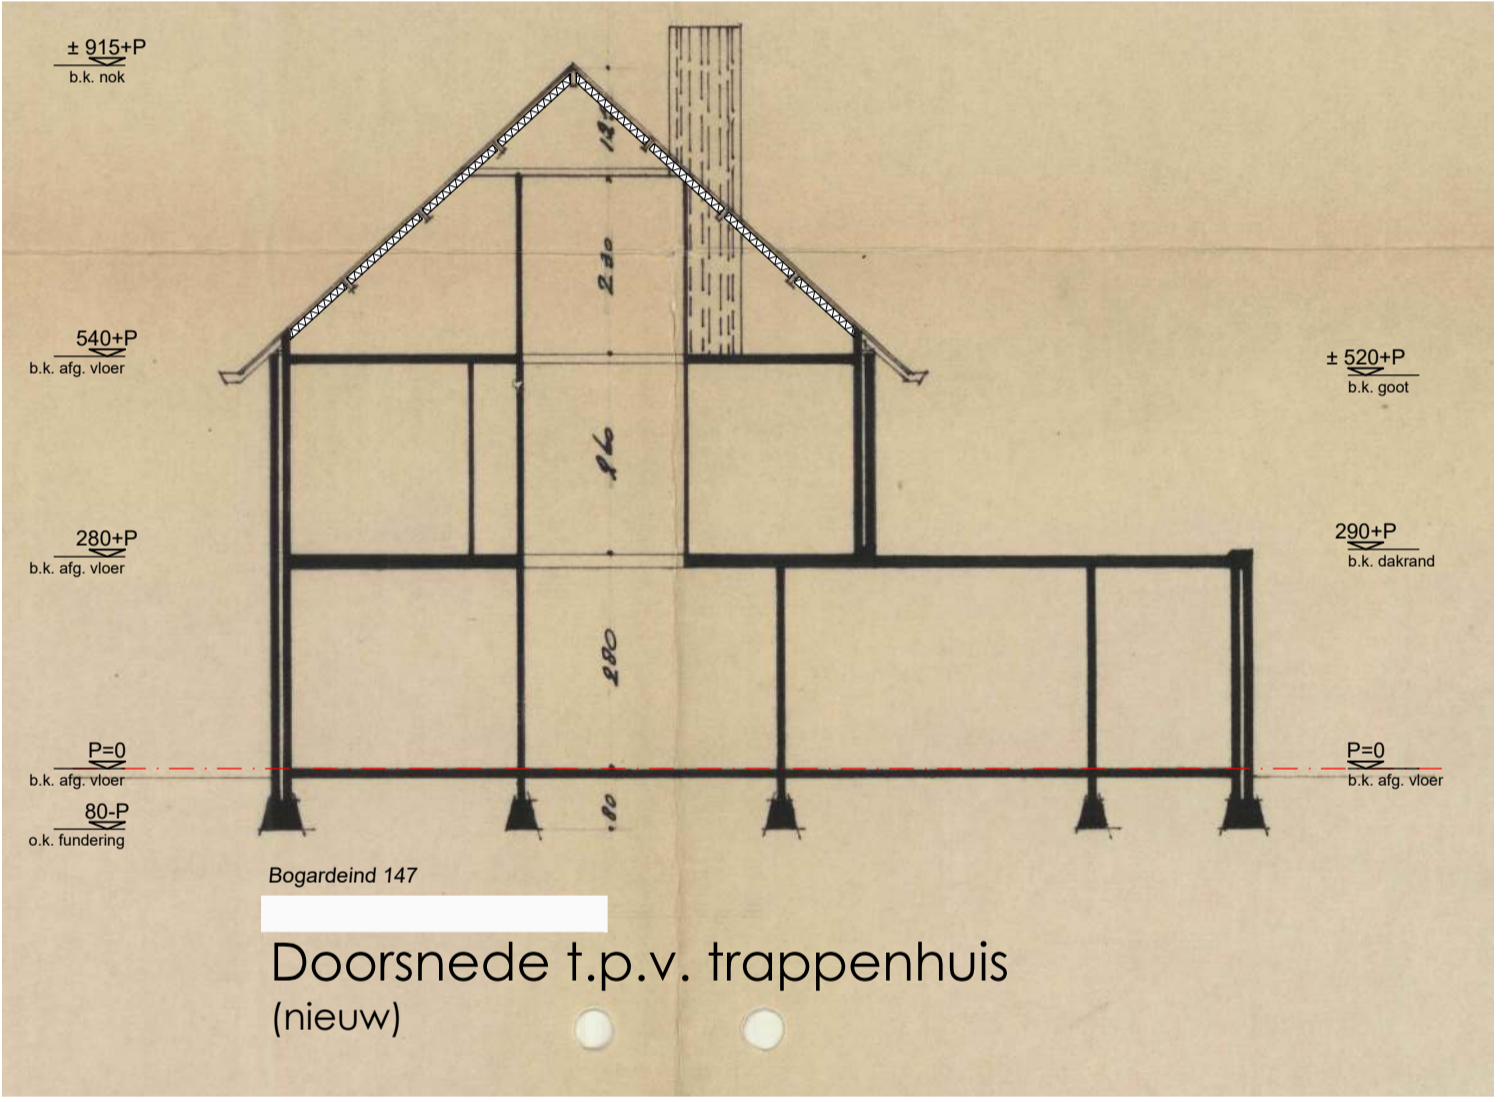 ± 915+P
b.k. nok
230
540+P
b.k. afg. vloer
± 520+P
b.k. goot
260
280+P
b.k. afg. vloer
290+P
b.k. dakrand
280
P=0
b.k. afg. vloer
P=0
b.k. afg. vloer
80-P
o.k. fundering
80
Bogardeind 147
Doorsnede t.p.v. trappenhuis
(nieuw)